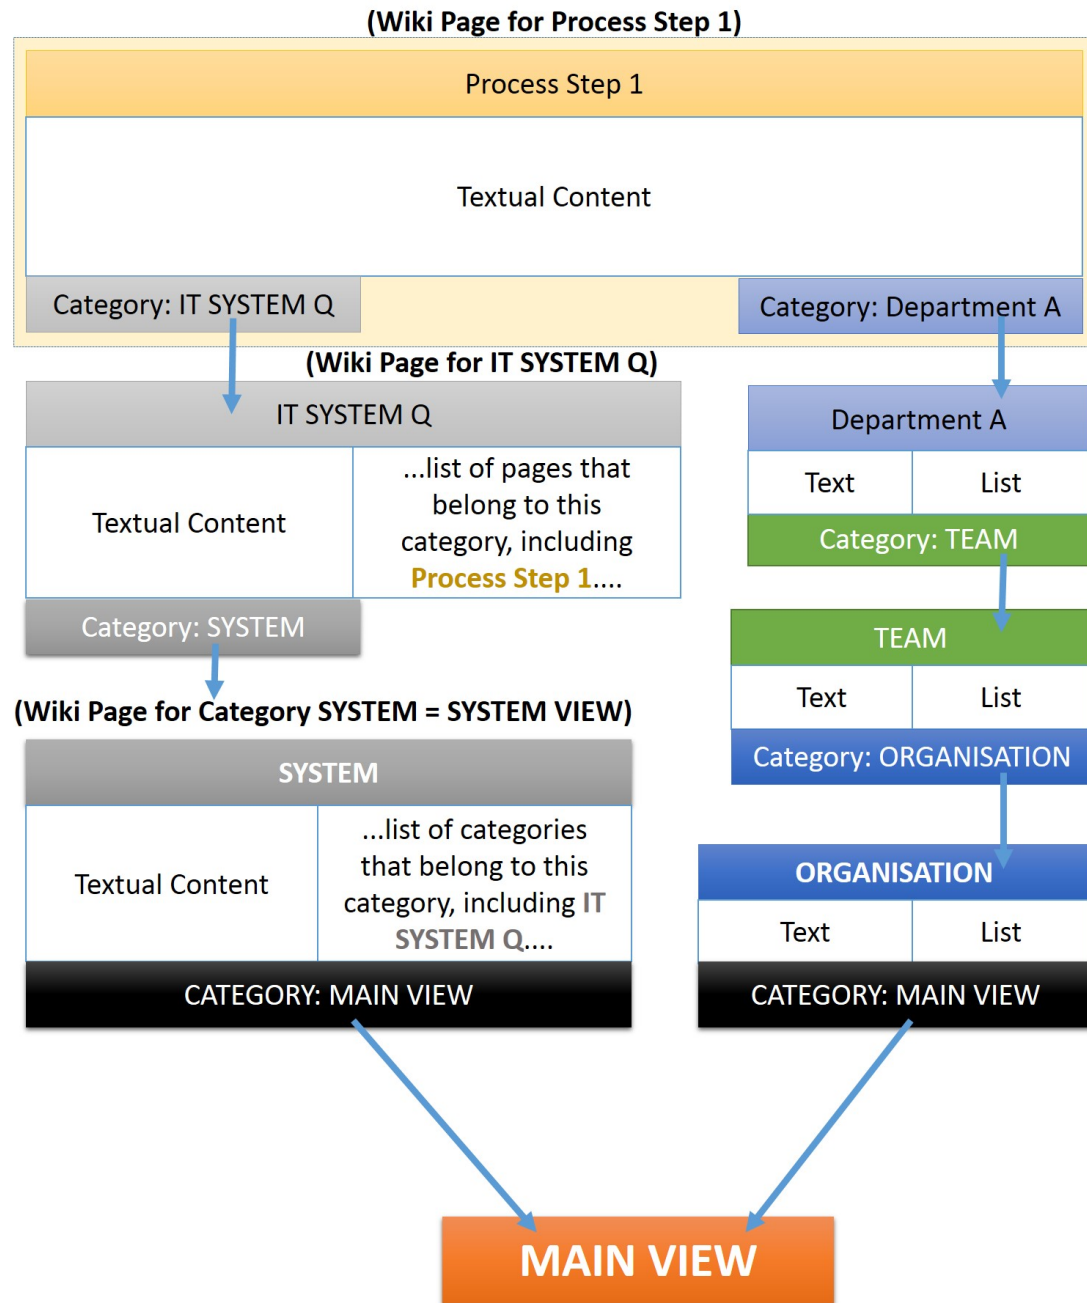 (Wiki Page for Process Step 1)
Process Step 1
Textual Content
Category: IT SYSTEM Q
Category: Department A
(Wiki Page for IT SYSTEM Q)
IT SYSTEM Q
Textual Content
...list of pages that
belong to this
category, including
Process Step 1....
Category: SYSTEM
(Wiki Page for Category SYSTEM = SYSTEM VIEW)
SYSTEM
Textual Content
...list of categories
that belong to this
category, including IT
SYSTEM Q....
CATEGORY: MAIN VIEW
Department A
Text
List
Category: TEAM
TEAM
Text
List
Category: ORGANISATION
ORGANISATION
Text
List
CATEGORY: MAIN VIEW
MAIN VIEW